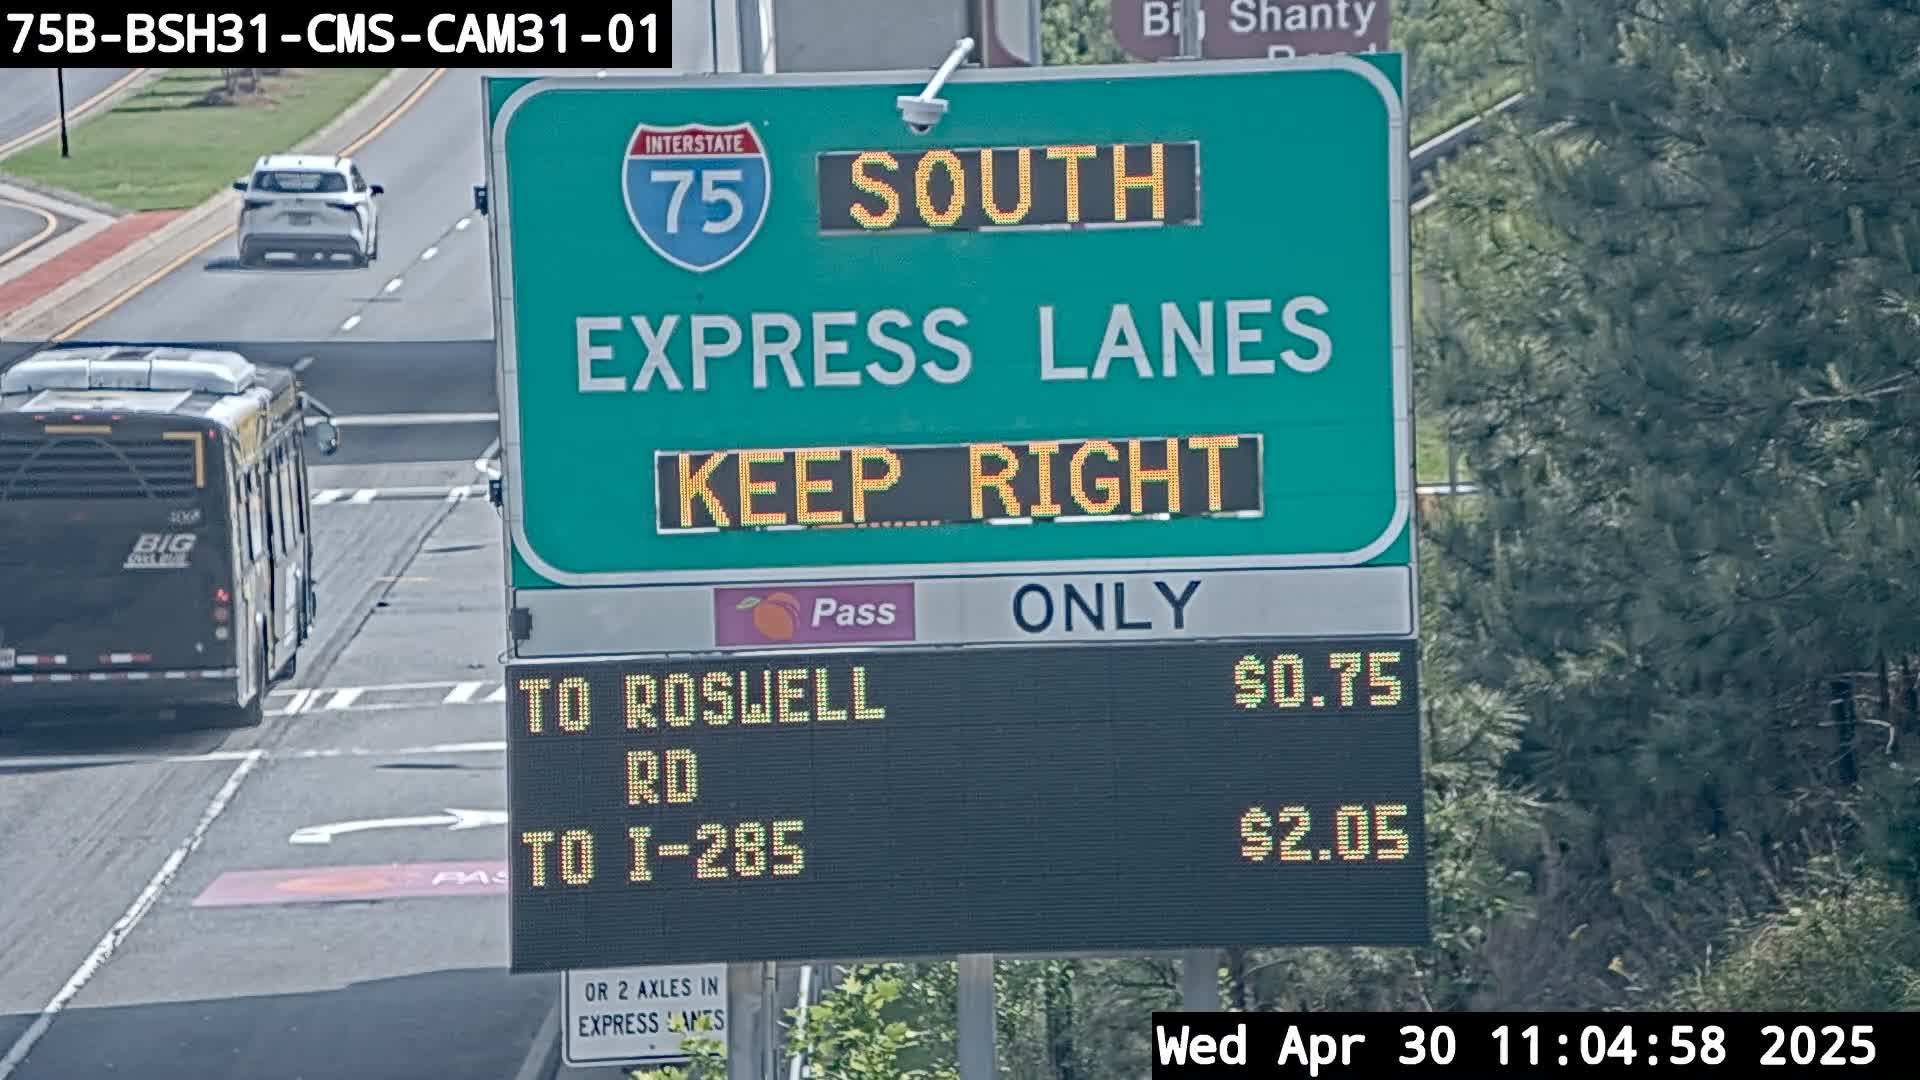 75B-BSH31-CMS-CAM31-01
Big Shanty
Road
INTERSTATE
75
SOUTH
EXPRESS LANES
KEEP RIGHT
Pass
ONLY
TO ROSWELL $0.75
RD
TO I-285 $2.05
BIG
OR 2 AXLES IN
EXPRESS LANES
Wed Apr 30 11:04:58 2025